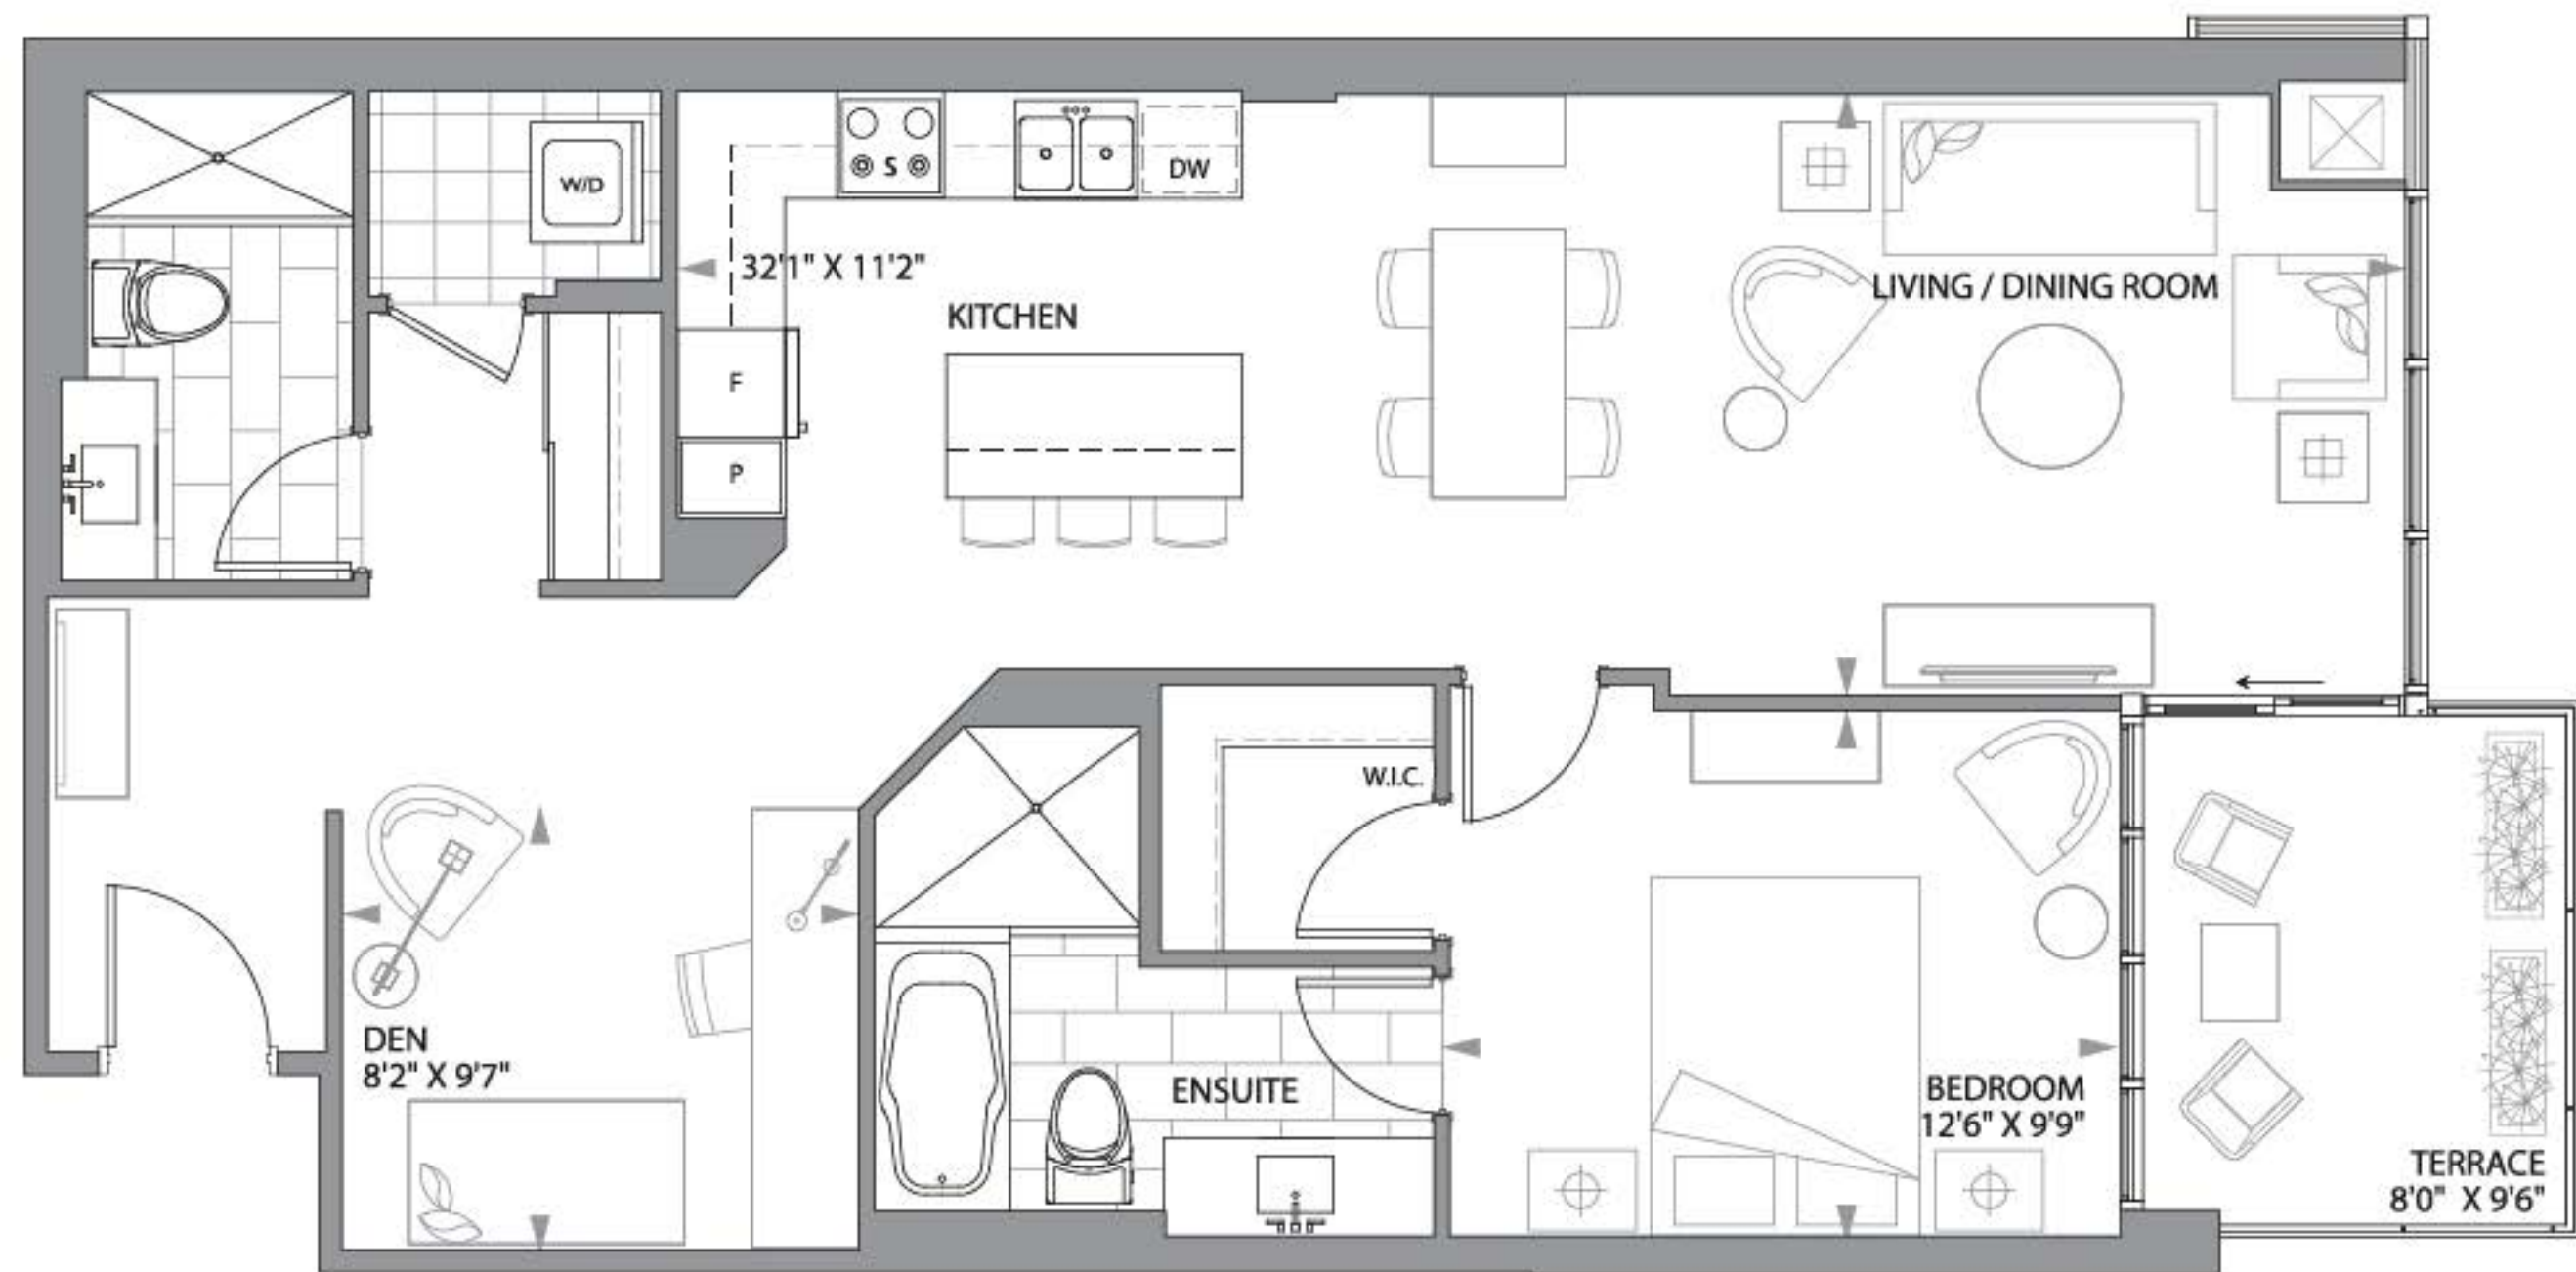 W/D
S
DW
32'1" X 11'2"
KITCHEN
LIVING / DINING ROOM
F
P
W.I.C.
DEN
8'2" X 9'7"
ENSUITE
BEDROOM
12'6" X 9'9"
TERRACE
8'0" X 9'6"